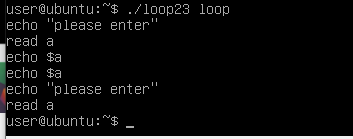 user@ubuntu:~$ ./loop23 loop
echo "please enter"
read a
echo $a
echo $a
echo "please enter"
read a
user@ubuntu:~$ _